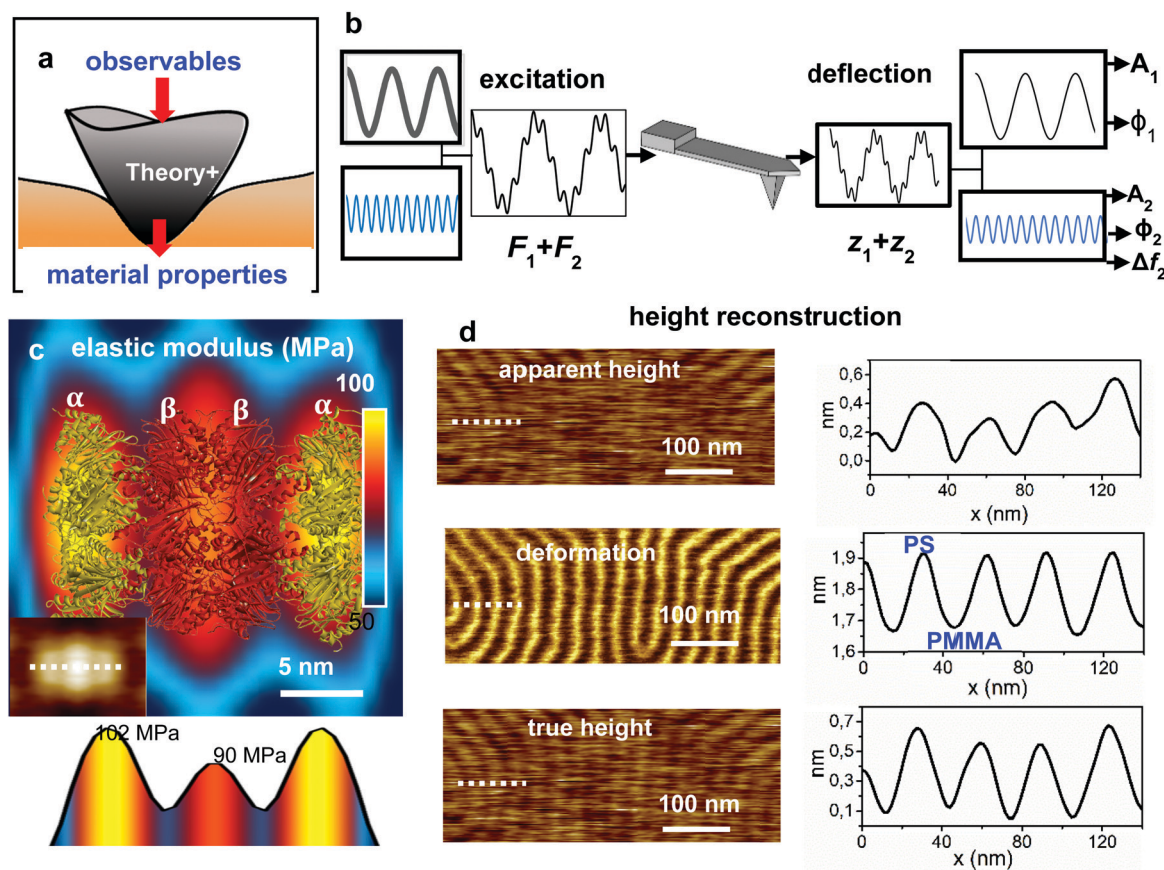 a
observables
Theory+
material properties
b
excitation
F₁+F₂
deflection
z₁+z₂
A₁
ϕ₁
A₂
ϕ₂
Δf₂
c
elastic modulus (MPa)
α
β
β
α
100
50
5 nm
102 MPa
90 MPa
d
height reconstruction
apparent height
100 nm
nm
0,6
0,4
0,2
0,0
0 40 80 120
x (nm)
deformation
100 nm
nm
1,9
1,8
1,7
1,6
PS
PMMA
0 40 80 120
x (nm)
true height
100 nm
nm
0,7
0,5
0,3
0,1
0 40 80 120
x (nm)